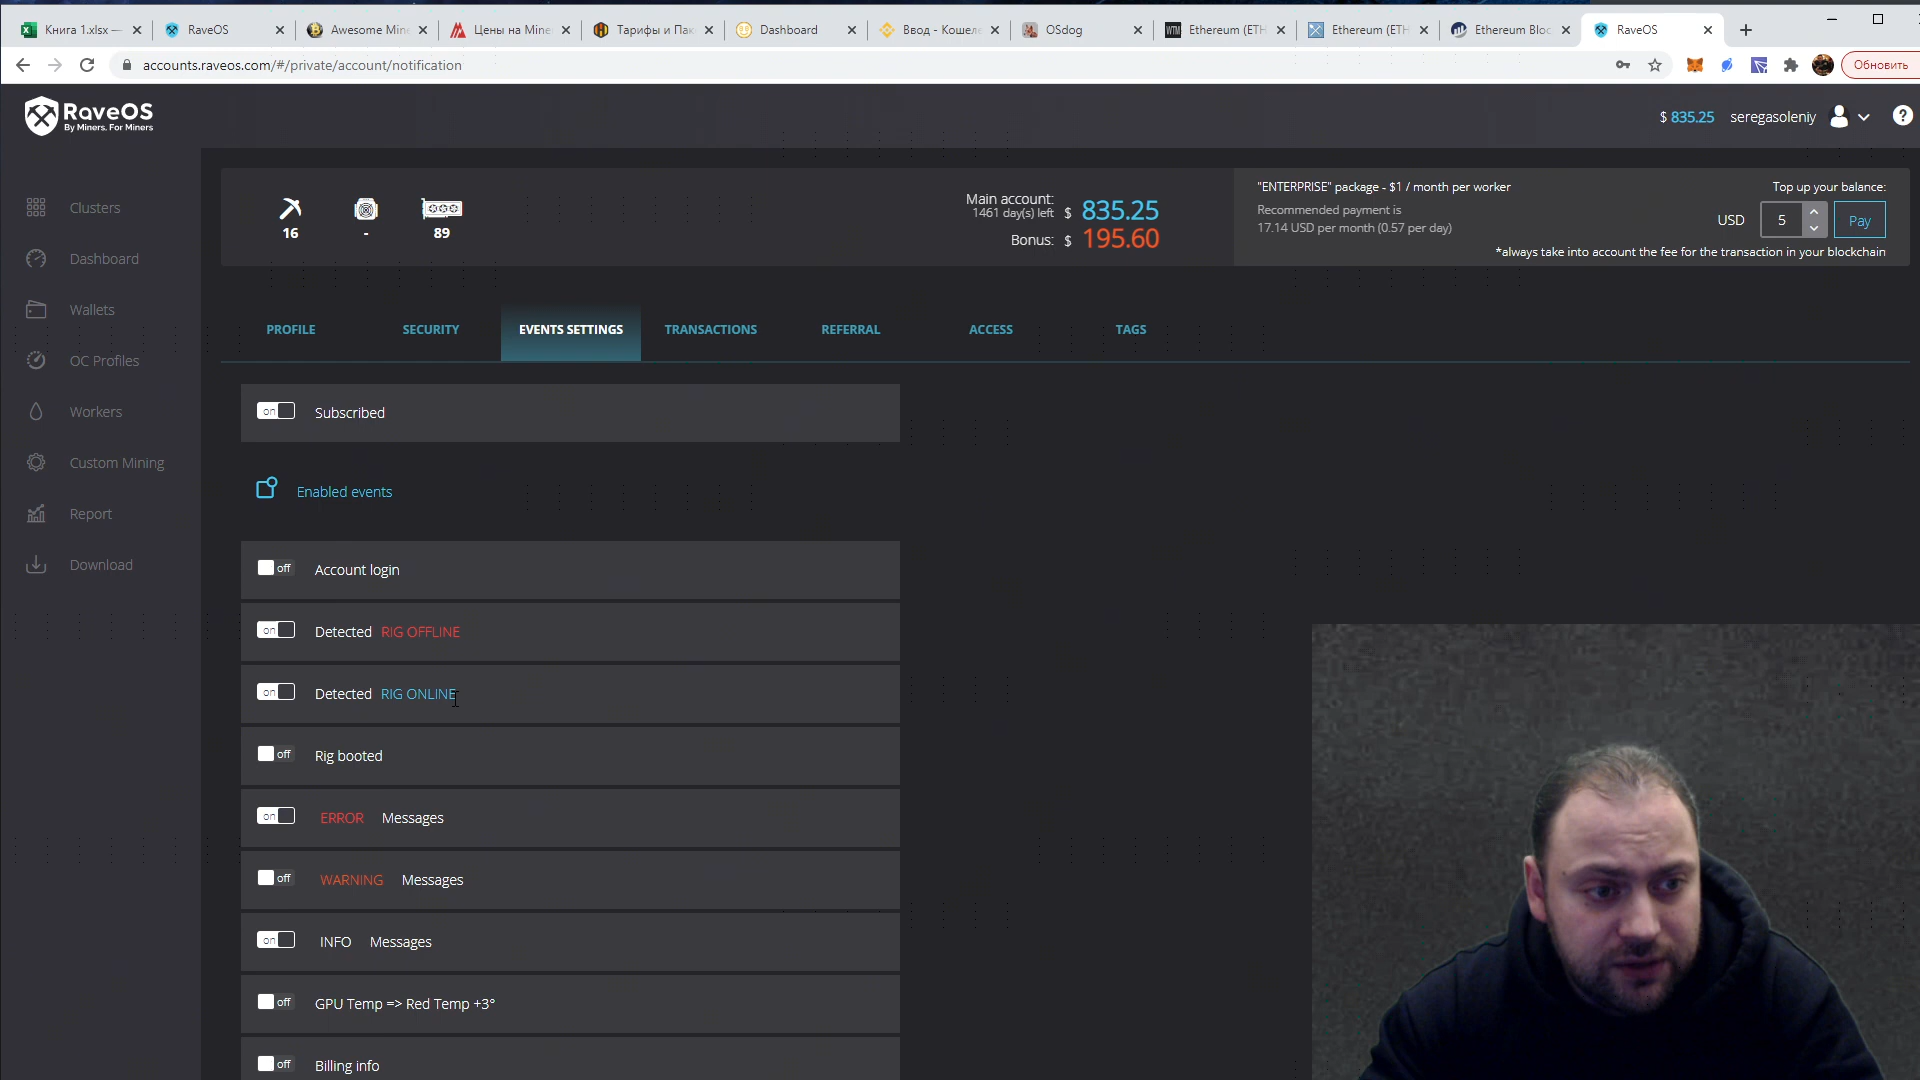 Книга 1.xlsx —
RaveOS
Awesome Mine
Цены на Mine
Тарифы и Пак
Dashboard
Ввод - Кошеле
OSdog
Ethereum (ETH
Ethereum (ETH
Ethereum Bloc
RaveOS
accounts.raveos.com/#/private/account/notification
Обновить
RaveOS
By Miners. For Miners
$ 835.25 seregasoleniy
?
Clusters
Dashboard
Wallets
OC Profiles
Workers
Custom Mining
Report
Download
16 - 89
Main account:
1461 day(s) left $ 835.25
Bonus: $ 195.60
"ENTERPRISE" package - $1 / month per worker
Recommended payment is
17.14 USD per month (0.57 per day)
Top up your balance:
USD 5 Pay
*always take into account the fee for the transaction in your blockchain
PROFILE SECURITY EVENTS SETTINGS TRANSACTIONS REFERRAL ACCESS TAGS
on Subscribed
Enabled events
off Account login
on Detected RIG OFFLINE
on Detected RIG ONLINE
off Rig booted
on ERROR Messages
off WARNING Messages
on INFO Messages
off GPU Temp => Red Temp +3°
off Billing info